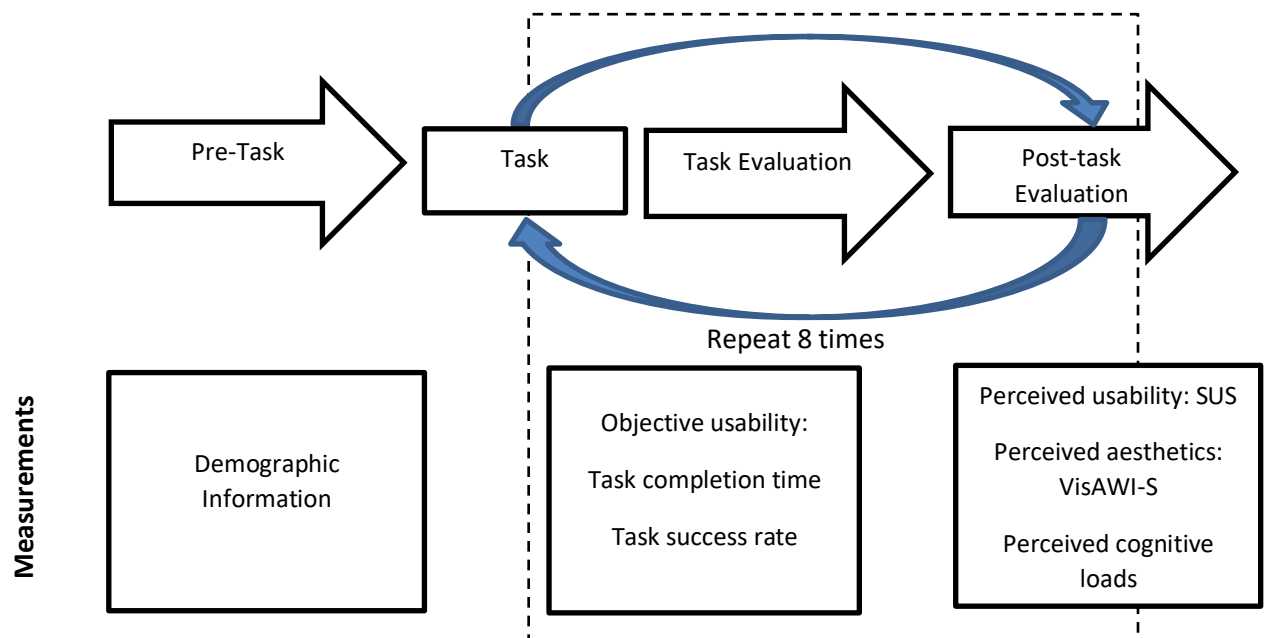 Pre-Task
Task
Task Evaluation
Post-task
Evaluation
Repeat 8 times
Measurements
Demographic
Information
Objective usability:
Task completion time
Task success rate
Perceived usability: SUS
Perceived aesthetics:
VisAWI-S
Perceived cognitive
loads